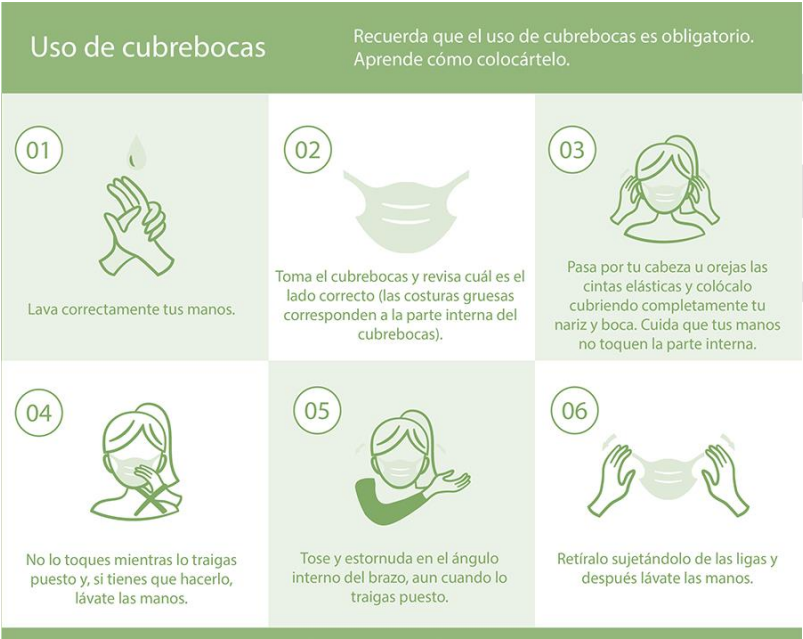 Uso de cubrebocas
Recuerda que el uso de cubrebocas es obligatorio.
Aprende cómo colocártelo.
01
Lava correctamente tus manos.
02
Toma el cubrebocas y revisa cuál es el
lado correcto (las costuras gruesas
corresponden a la parte interna del
cubrebocas).
03
Pasa por tu cabeza u orejas las
cintas elásticas y colócalo
cubriendo completamente tu
nariz y boca. Cuida que tus manos
no toquen la parte interna.
04
No lo toques mientras lo traigas
puesto y, si tienes que hacerlo,
lávate las manos.
05
Tose y estornuda en el ángulo
interno del brazo, aun cuando lo
traigas puesto.
06
Retíralo sujetándolo de las ligas y
después lávate las manos.